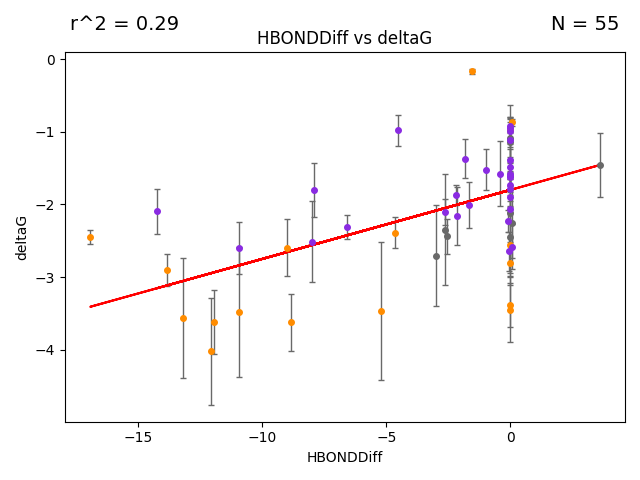 r^2 = 0.29
N = 55
HBONDDiff vs deltaG
0
−1
−2
−3
−4
deltaG
−15
−10
−5
0
HBONDDiff